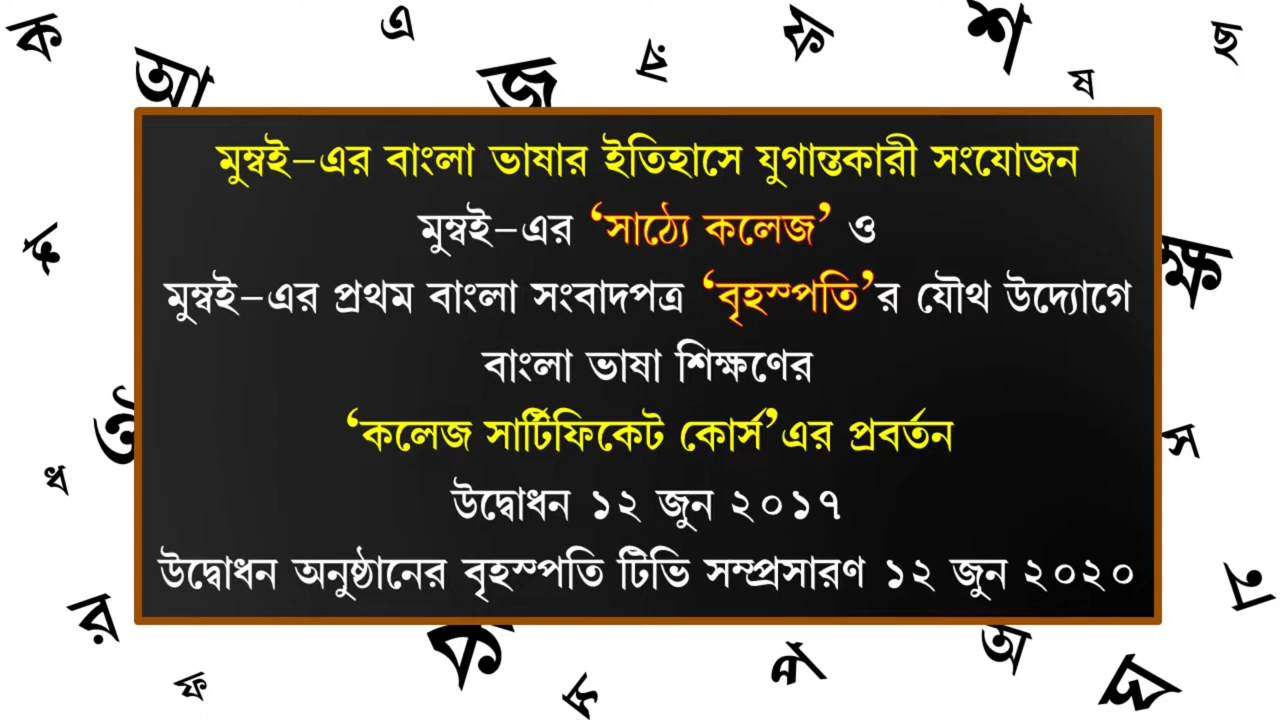 মুম্বই-এর বাংলা ভাষার ইতিহাসে যুগান্তকারী সংযোজন
মুম্বই-এর ‘সাঠ্যে কলেজ’ ও
মুম্বই-এর প্রথম বাংলা সংবাদপত্র ‘বৃহস্পতি’র যৌথ উদ্যোগে
বাংলা ভাষা শিক্ষণের
‘কলেজ সার্টিফিকেট কোর্স’এর প্রবর্তন
উদ্বোধন ১২ জুন ২০১৭
উদ্বোধন অনুষ্ঠানের বৃহস্পতি টিভি সম্প্রসারণ ১২ জুন ২০২০